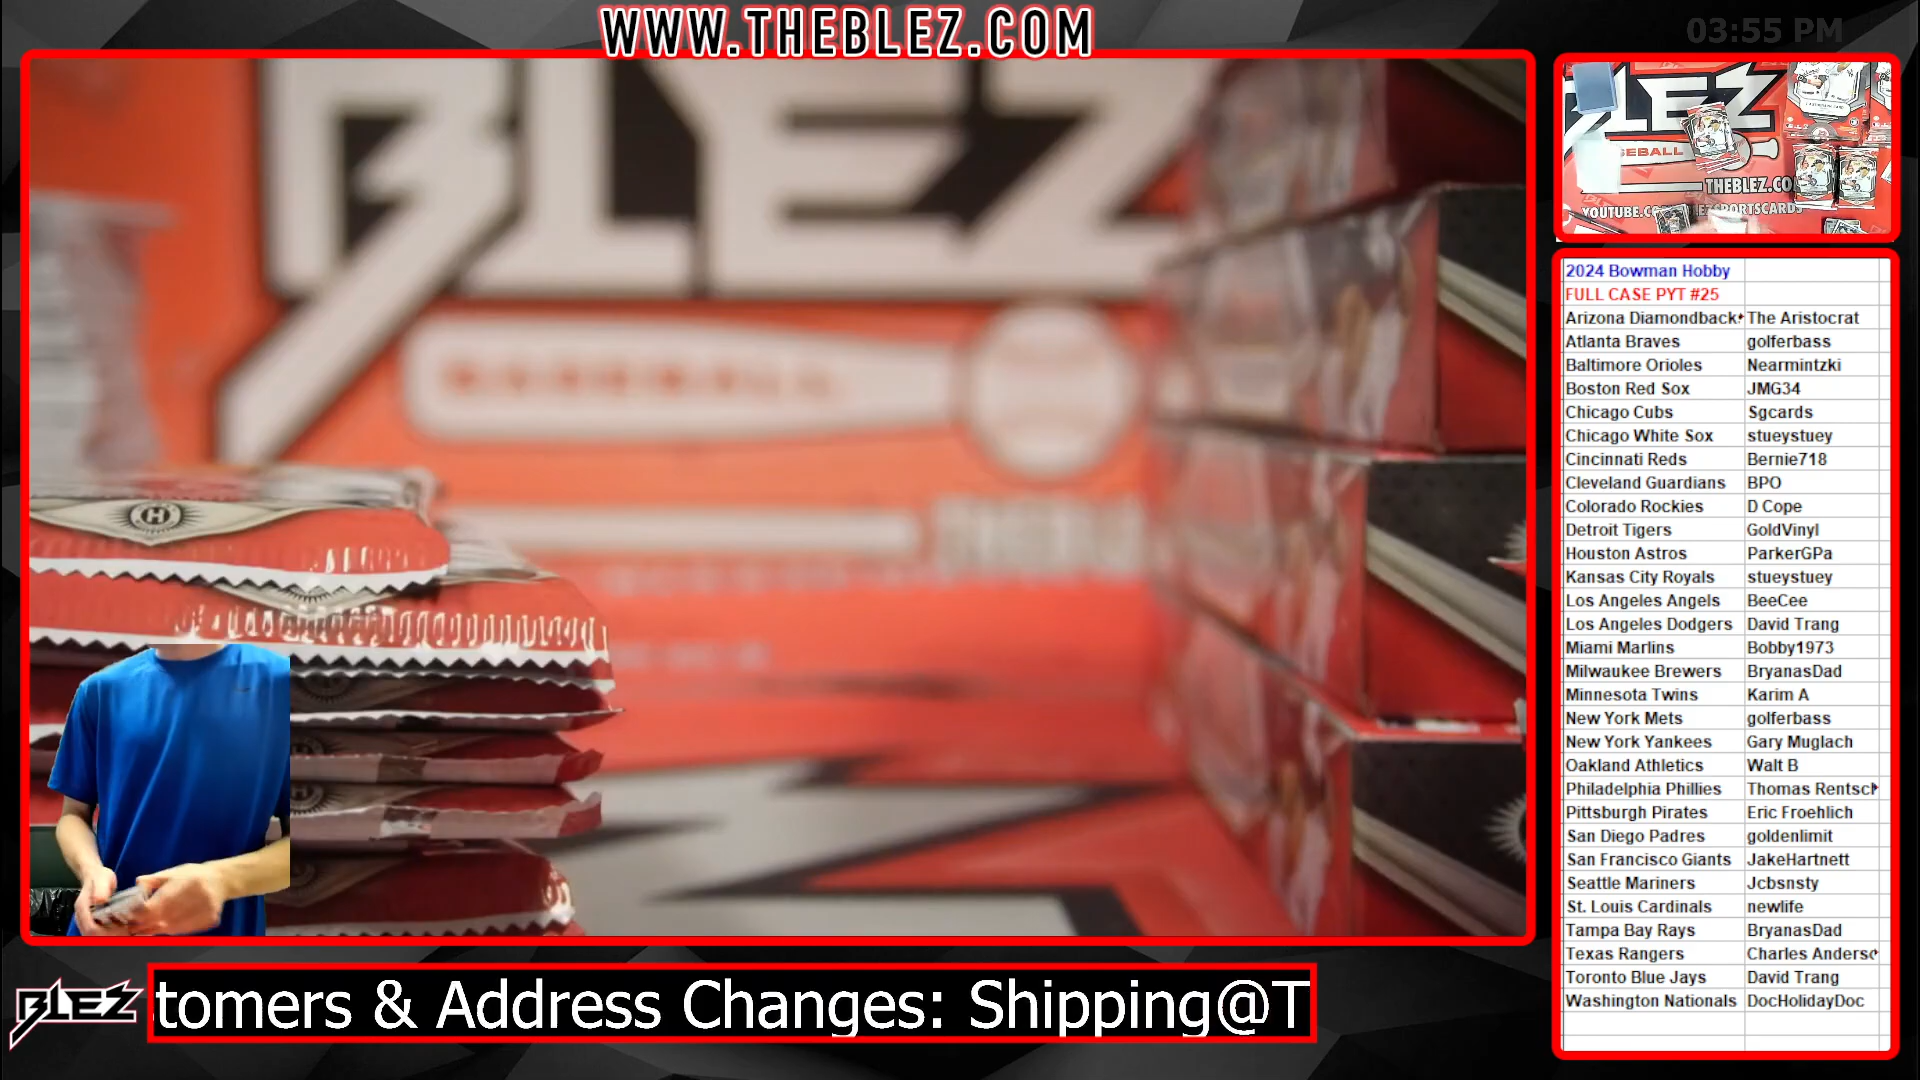 WWW.THEBLEZ.COM
03:55 PM
BLEZ
BASEBALL
BLEZ
BASEBALL
THEBLEZ.CO
YOUTUBE.CO
H
2024 Bowman Hobby
FULL CASE PYT #25
Arizona Diamondback The Aristocrat
Atlanta Braves golferbass
Baltimore Orioles Nearmintzki
Boston Red Sox JMG34
Chicago Cubs Sgcards
Chicago White Sox stueystuey
Cincinnati Reds Bernie718
Cleveland Guardians BPO
Colorado Rockies D Cope
Detroit Tigers GoldVinyl
Houston Astros ParkerGPa
Kansas City Royals stueystuey
Los Angeles Angels BeeCee
Los Angeles Dodgers David Trang
Miami Marlins Bobby1973
Milwaukee Brewers BryanasDad
Minnesota Twins Karim A
New York Mets golferbass
New York Yankees Gary Muglach
Oakland Athletics Walt B
Philadelphia Phillies Thomas Rentscl
Pittsburgh Pirates Eric Froehlich
San Diego Padres goldenlimit
San Francisco Giants JakeHartnett
Seattle Mariners Jcbsnsty
St. Louis Cardinals newlife
Tampa Bay Rays BryanasDad
Texas Rangers Charles Anders
Toronto Blue Jays David Trang
Washington Nationals DocHolidayDoc
BLEZ
tomers & Address Changes: Shipping@T